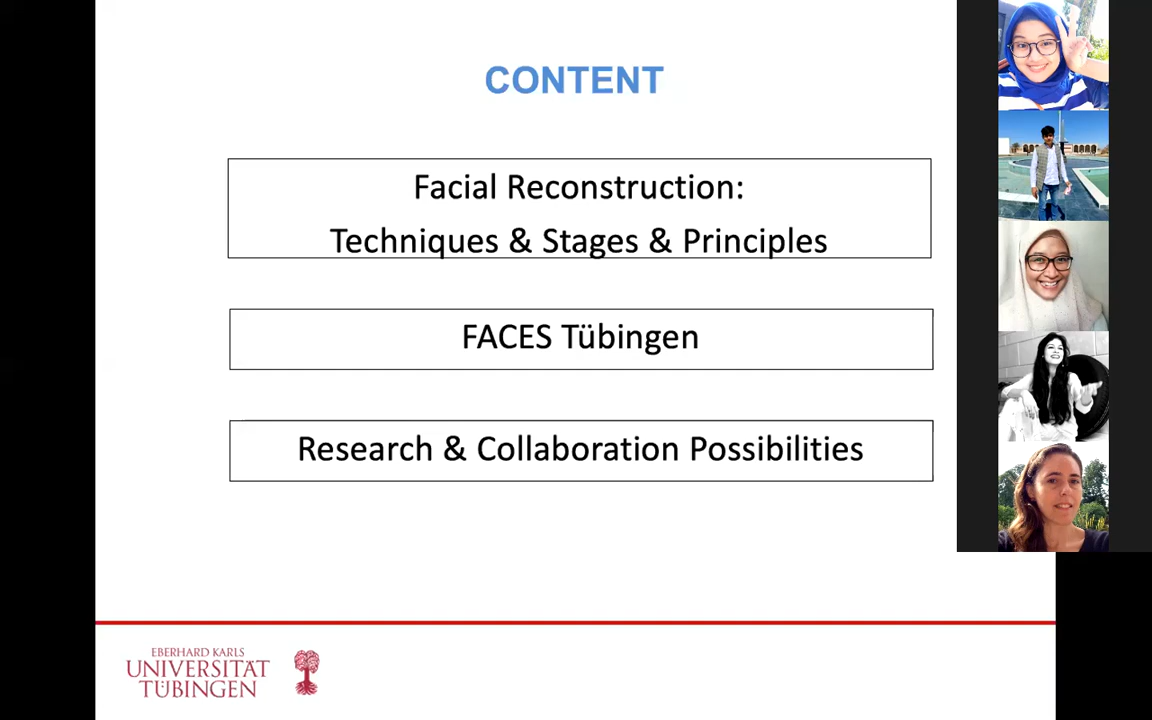 CONTENT
Facial Reconstruction:
Techniques & Stages & Principles
FACES Tübingen
Research & Collaboration Possibilities
EBERHARD KARLS
UNIVERSITÄT
TÜBINGEN